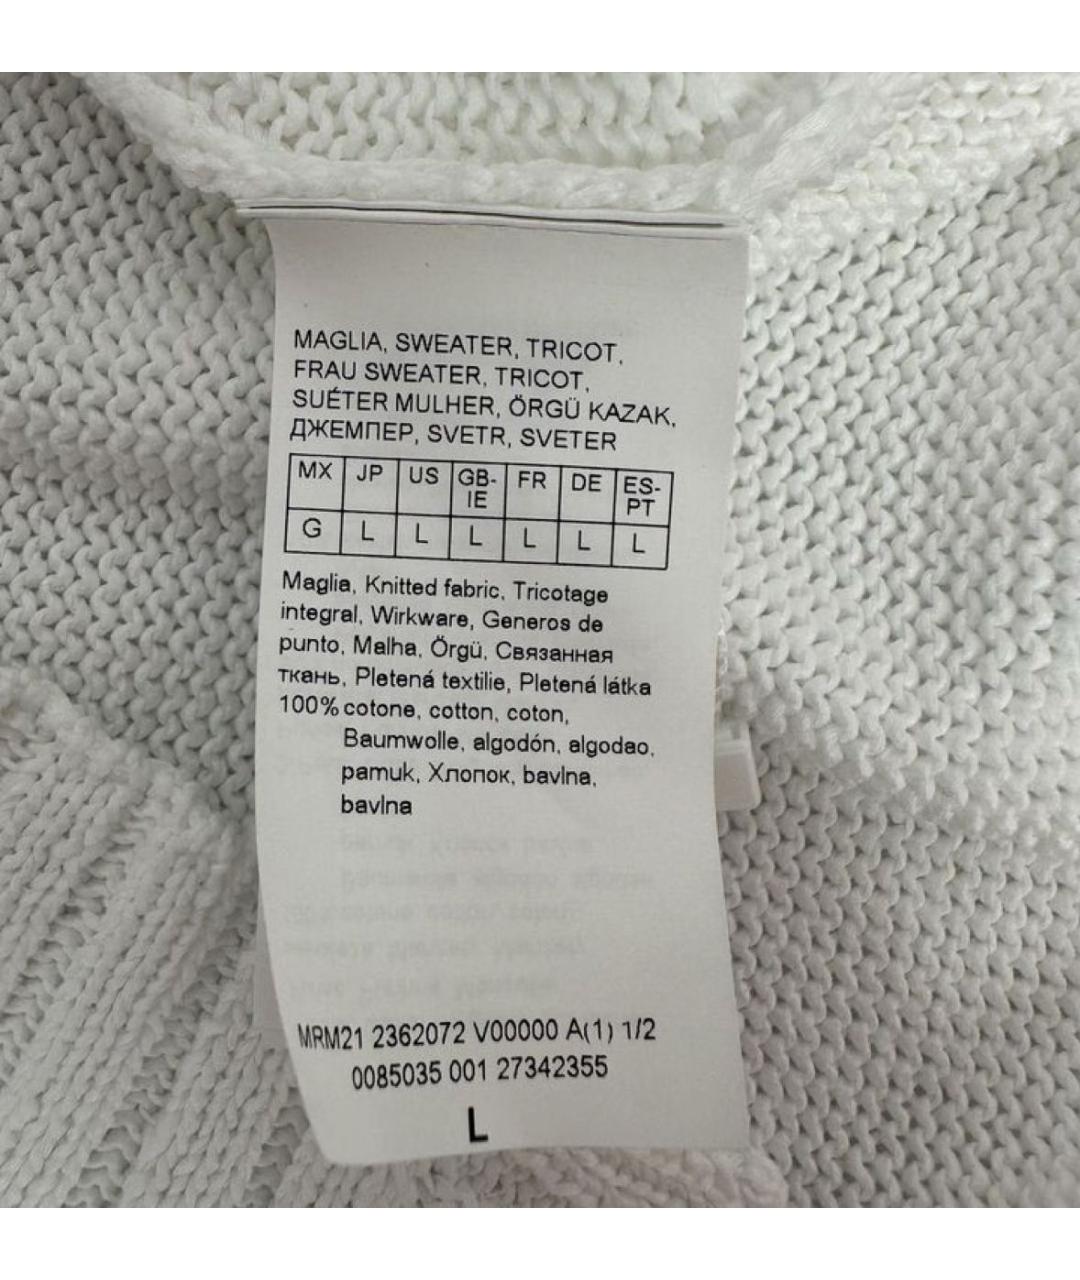 MAGLIA, SWEATER, TRICOT,
FRAU SWEATER, TRICOT,
SUÉTER MULHER, ÖRGÜ KAZAK,
ДЖЕМПЕР, SVETR, SVETER
MX JP US GB-IE FR DE ES-PT
G L L L L L L
Maglia, Knitted fabric, Tricotage
integral, Wirkware, Generos de
punto, Malha, Örgü, Связанная
ткань, Pletená textilie, Pletená látka
100% cotone, cotton, coton,
Baumwolle, algodón, algodao,
pamuk, Хлопок, bavlna,
bavlna
MRM21 2362072 V00000 A(1) 1/2
0085035 001 27342355
L